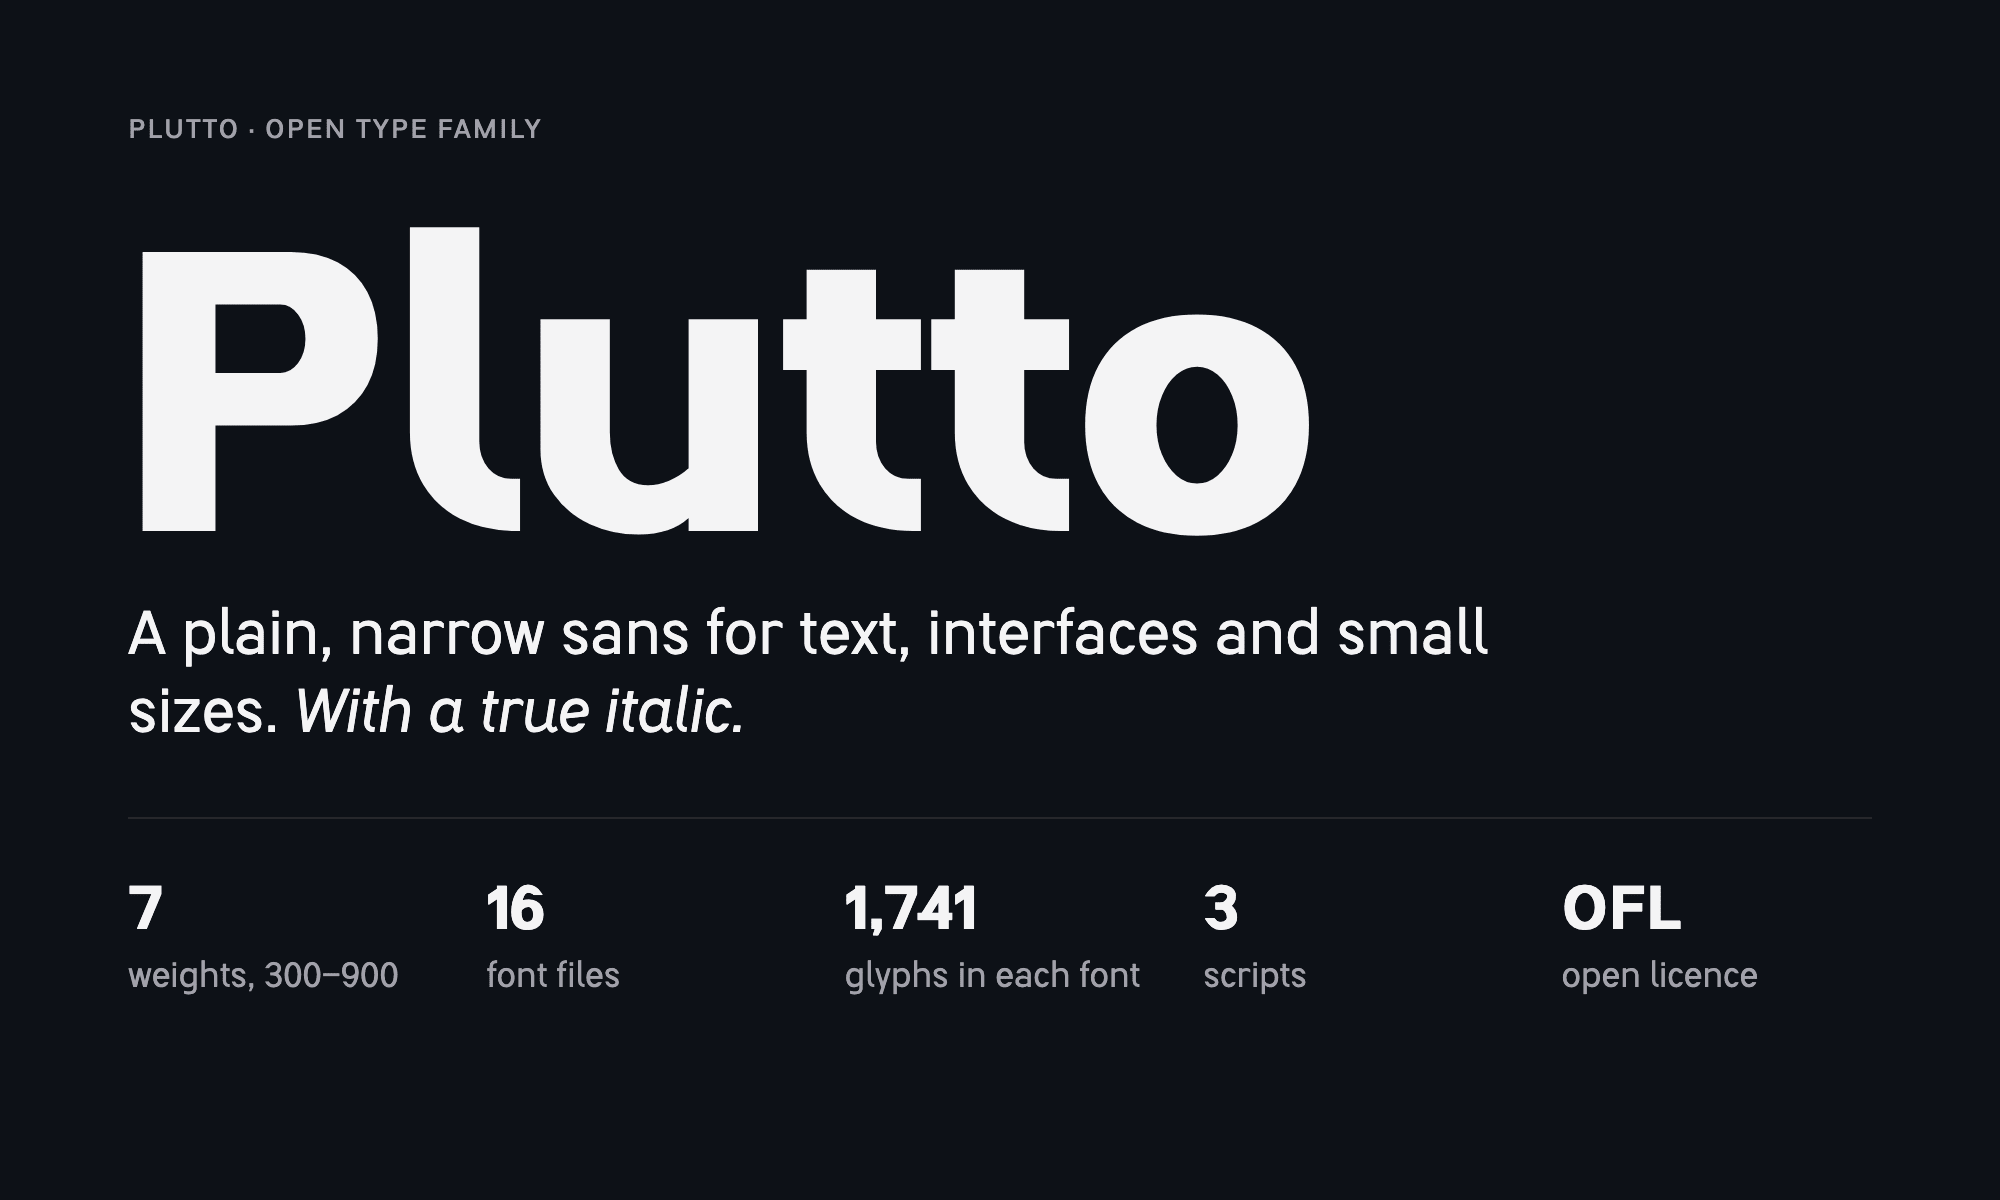 PLUTTO · OPEN TYPE FAMILY
Plutto
A plain, narrow sans for text, interfaces and small
sizes. With a true italic.
7
weights, 300–900
16
font files
1,741
glyphs in each font
3
scripts
OFL
open licence